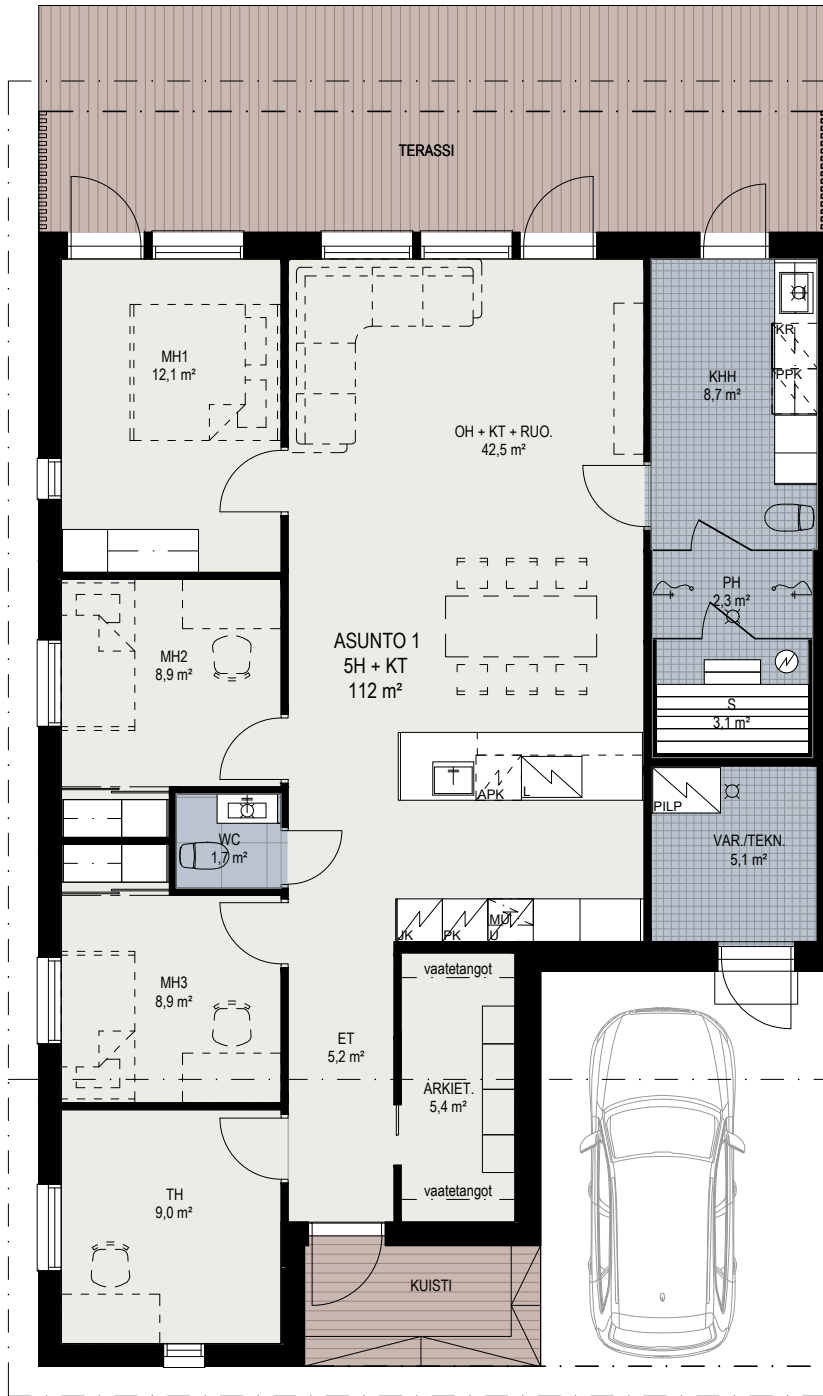 TERASSI
MH1
12,1 m²
OH + KT + RUO.
42,5 m²
KHH
8,7 m²
KR
PPK
PH
2,3 m²
S
3,1 m²
MH2
8,9 m²
ASUNTO 1
5H + KT
112 m²
APK
L
PILP
VAR./TEKN.
5,1 m²
WC
1,7 m²
JK
PK
MU
U
MH3
8,9 m²
vaatetangot
ET
5,2 m²
ARKIET.
5,4 m²
vaatetangot
TH
9,0 m²
KUISTI